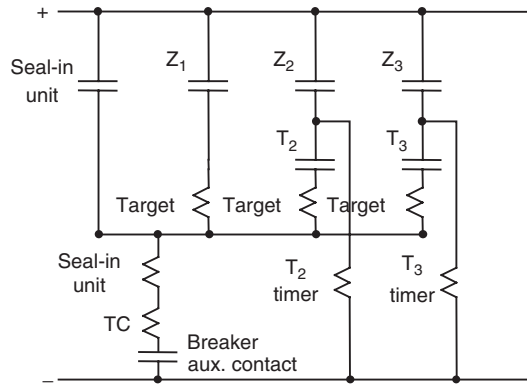 +
Seal-in
unit
Z1
Z2
Z3
T2
T3
Target
Target
Target
Seal-in
unit
T2
timer
T3
timer
TC
Breaker
aux. contact
–